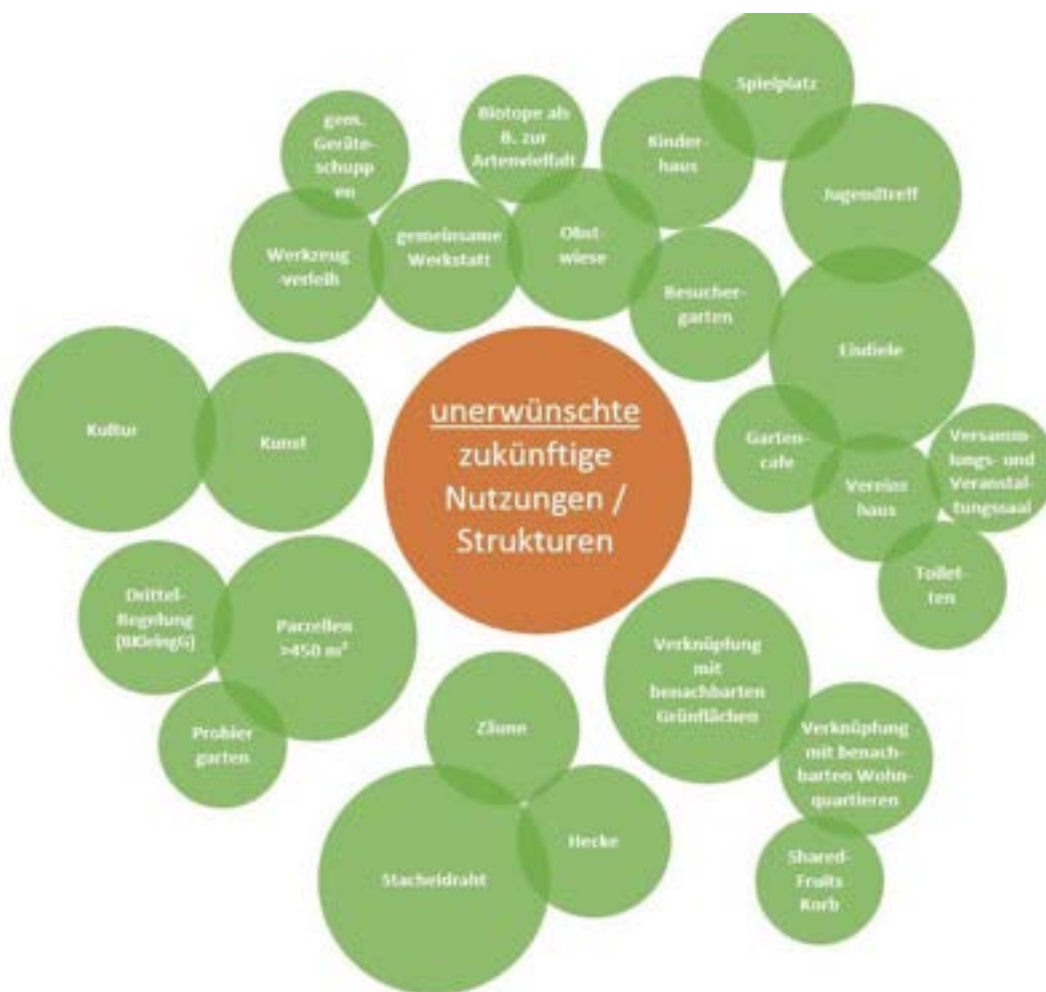 Spielplatz
Biotope als
B. zur
Artenvielfalt
gem.
Geräte-
schupp
en
Kinder-
haus
Jugendtreff
Werkzeug
-verleih
gemeinsame
Werkstatt
Obst-
wiese
Besucher-
garten
Eisdiele
unerwünschte
zukünftige
Nutzungen /
Strukturen
Kultur
Kunst
Garten-
cafe
Vereins
haus
Versamm
lungs- und
Veranstal-
tungssaal
Toilet-
ten
Drittel-
Regelung
(BKleingG)
Parzellen
>450 m²
Probier
garten
Verknüpfung
mit
benachbarten
Grünflächen
Zäune
Verknüpfung
mit benach-
barten Wohn-
quartieren
Stacheldraht
Hecke
Shared-
Fruits
Korb